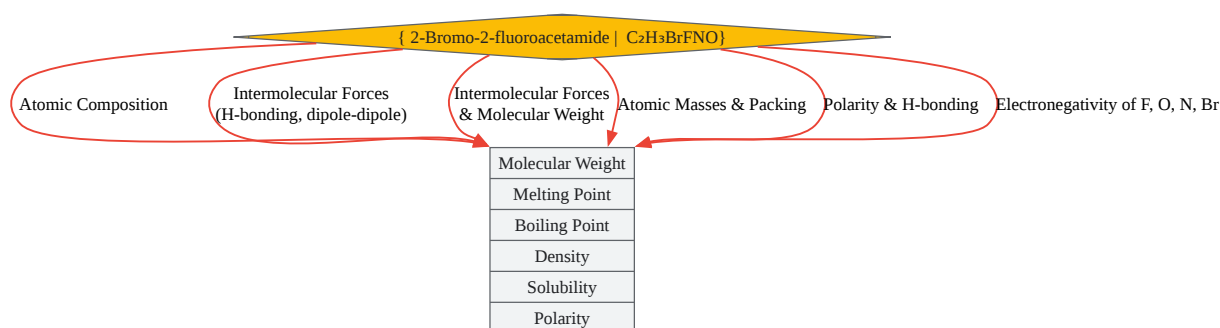 { 2-Bromo-2-fluoroacetamide | C₂H₃BrFNO}
Atomic Composition
Intermolecular Forces
(H-bonding, dipole-dipole)
Intermolecular Forces
& Molecular Weight
Atomic Masses & Packing
Polarity & H-bonding
Electronegativity of F, O, N, Br
Molecular Weight
Melting Point
Boiling Point
Density
Solubility
Polarity